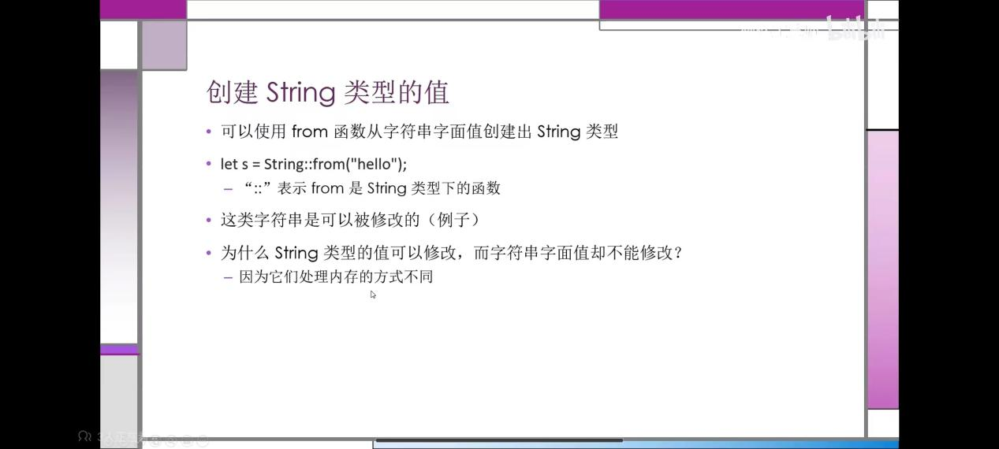 bilibili
创建 String 类型的值
• 可以使用 from 函数从字符串字面值创建出 String 类型
• let s = String::from("hello");
– “::”表示 from 是 String 类型下的函数
• 这类字符串是可以被修改的（例子）
• 为什么 String 类型的值可以修改，而字符串字面值却不能修改？
– 因为它们处理内存的方式不同